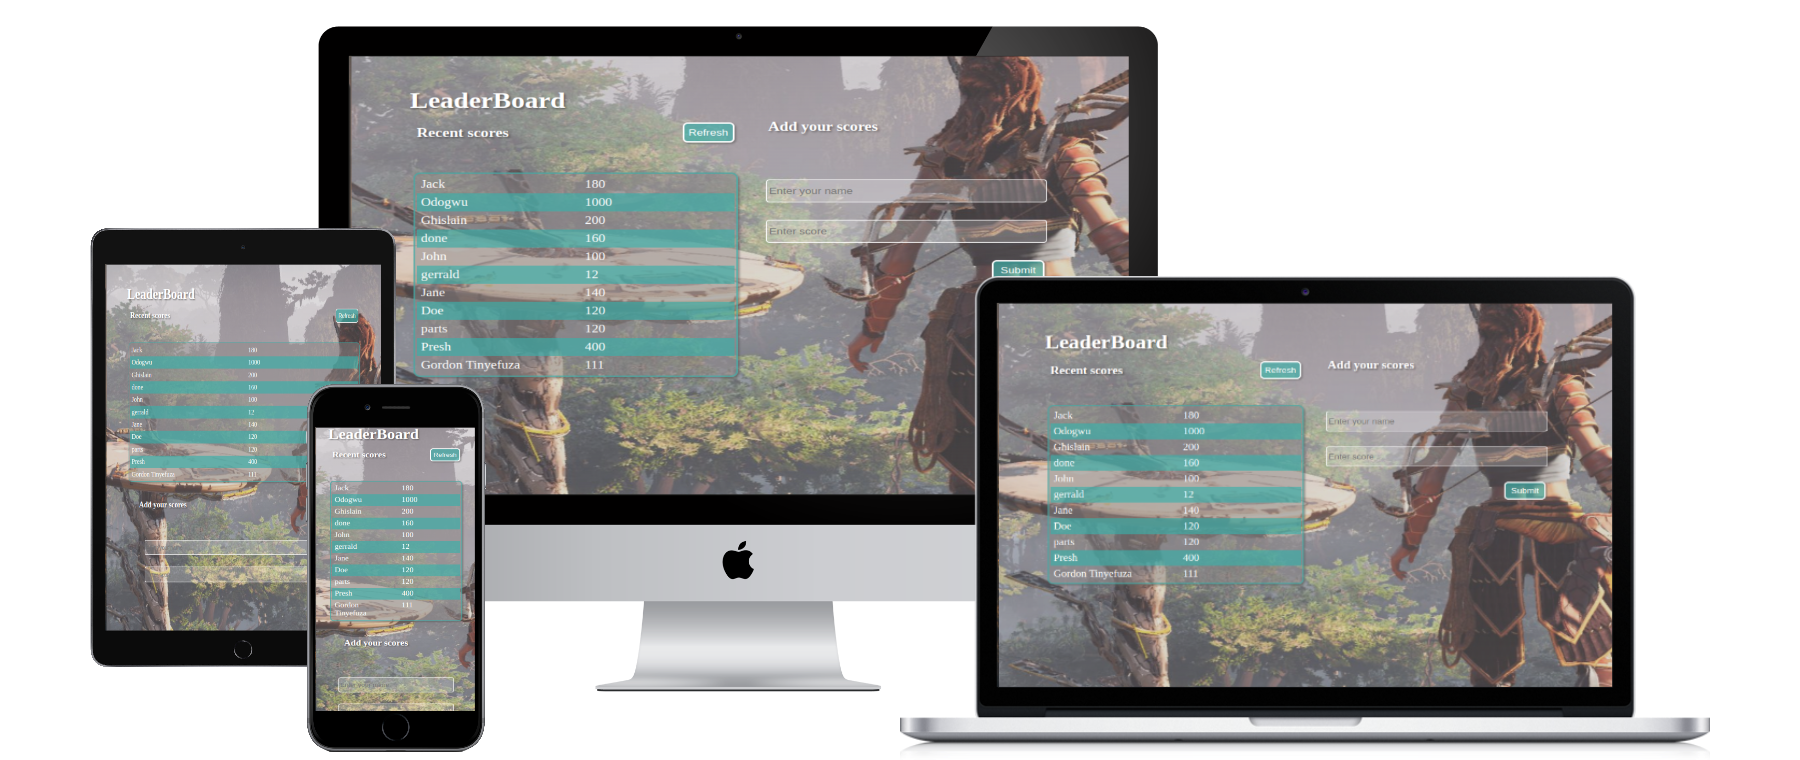 LeaderBoard
Recent scores
Refresh
Add your scores
Jack 180
Odogwu 1000
Ghislain 200
done 160
John 100
gerrald 12
Jane 140
Doe 120
parts 120
Presh 400
Gordon Tinyefuza 111
Enter your name
Enter score
Submit
LeaderBoard
Recent scores
Refresh
Jack 180
Odogwu 1000
Ghislain 200
done 160
John 100
gerrald 12
Jane 140
Doe 120
parts 120
Presh 400
Gordon Tinyefuza 111
Add your scores
LeaderBoard
Recent scores
Refresh
Jack 180
Odogwu 1000
Ghislain 200
done 160
John 100
gerrald 12
Jane 140
Doe 120
parts 120
Presh 400
Gordon 111
Tinyefuza
Add your scores
LeaderBoard
Recent scores
Refresh
Add your scores
Jack 180
Odogwu 1000
Ghislain 200
done 160
John 100
gerrald 12
Jane 140
Doe 120
parts 120
Presh 400
Gordon Tinyefuza 111
Enter your name
Enter score
Submit